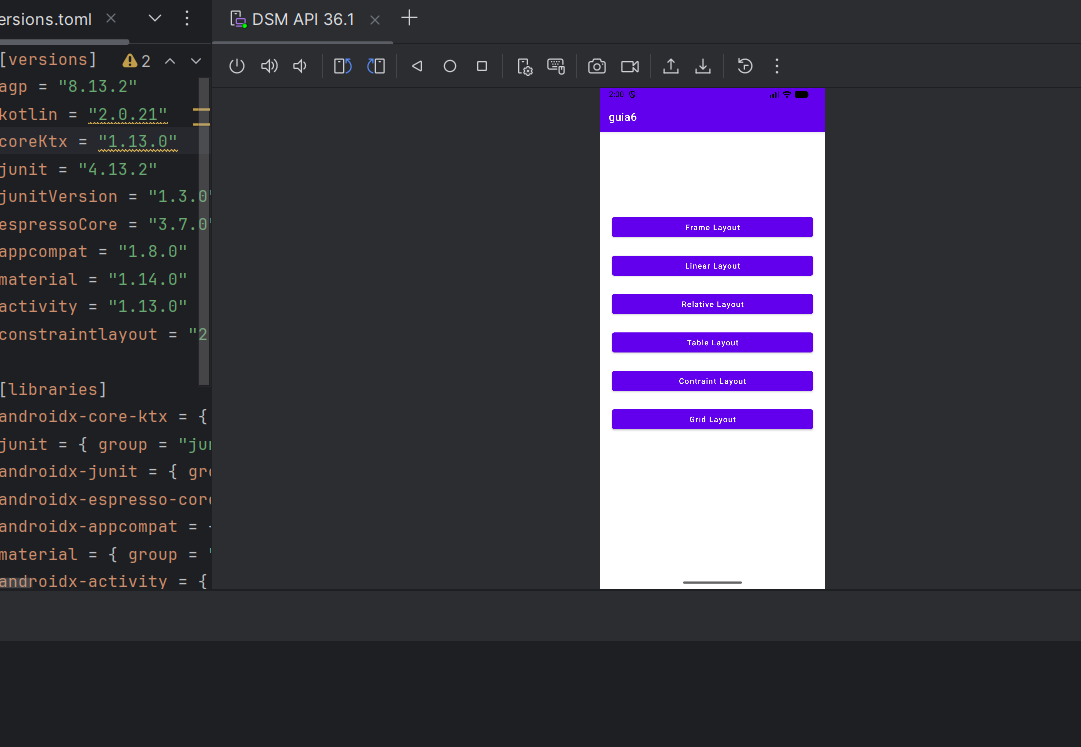 ersions.toml
DSM API 36.1
[versions]
2
agp = "8.13.2"
kotlin = "2.0.21"
coreKtx = "1.13.0"
junit = "4.13.2"
junitVersion = "1.3.0"
espressoCore = "3.7.0"
appcompat = "1.8.0"
material = "1.14.0"
activity = "1.13.0"
constraintlayout = "2
[libraries]
androidx-core-ktx = {
junit = { group = "jun
androidx-junit = { gro
androidx-espresso-core
androidx-appcompat =
material = { group = "
androidx-activity = {
guia6
Frame Layout
Linear Layout
Relative Layout
Table Layout
Contraint Layout
Grid Layout